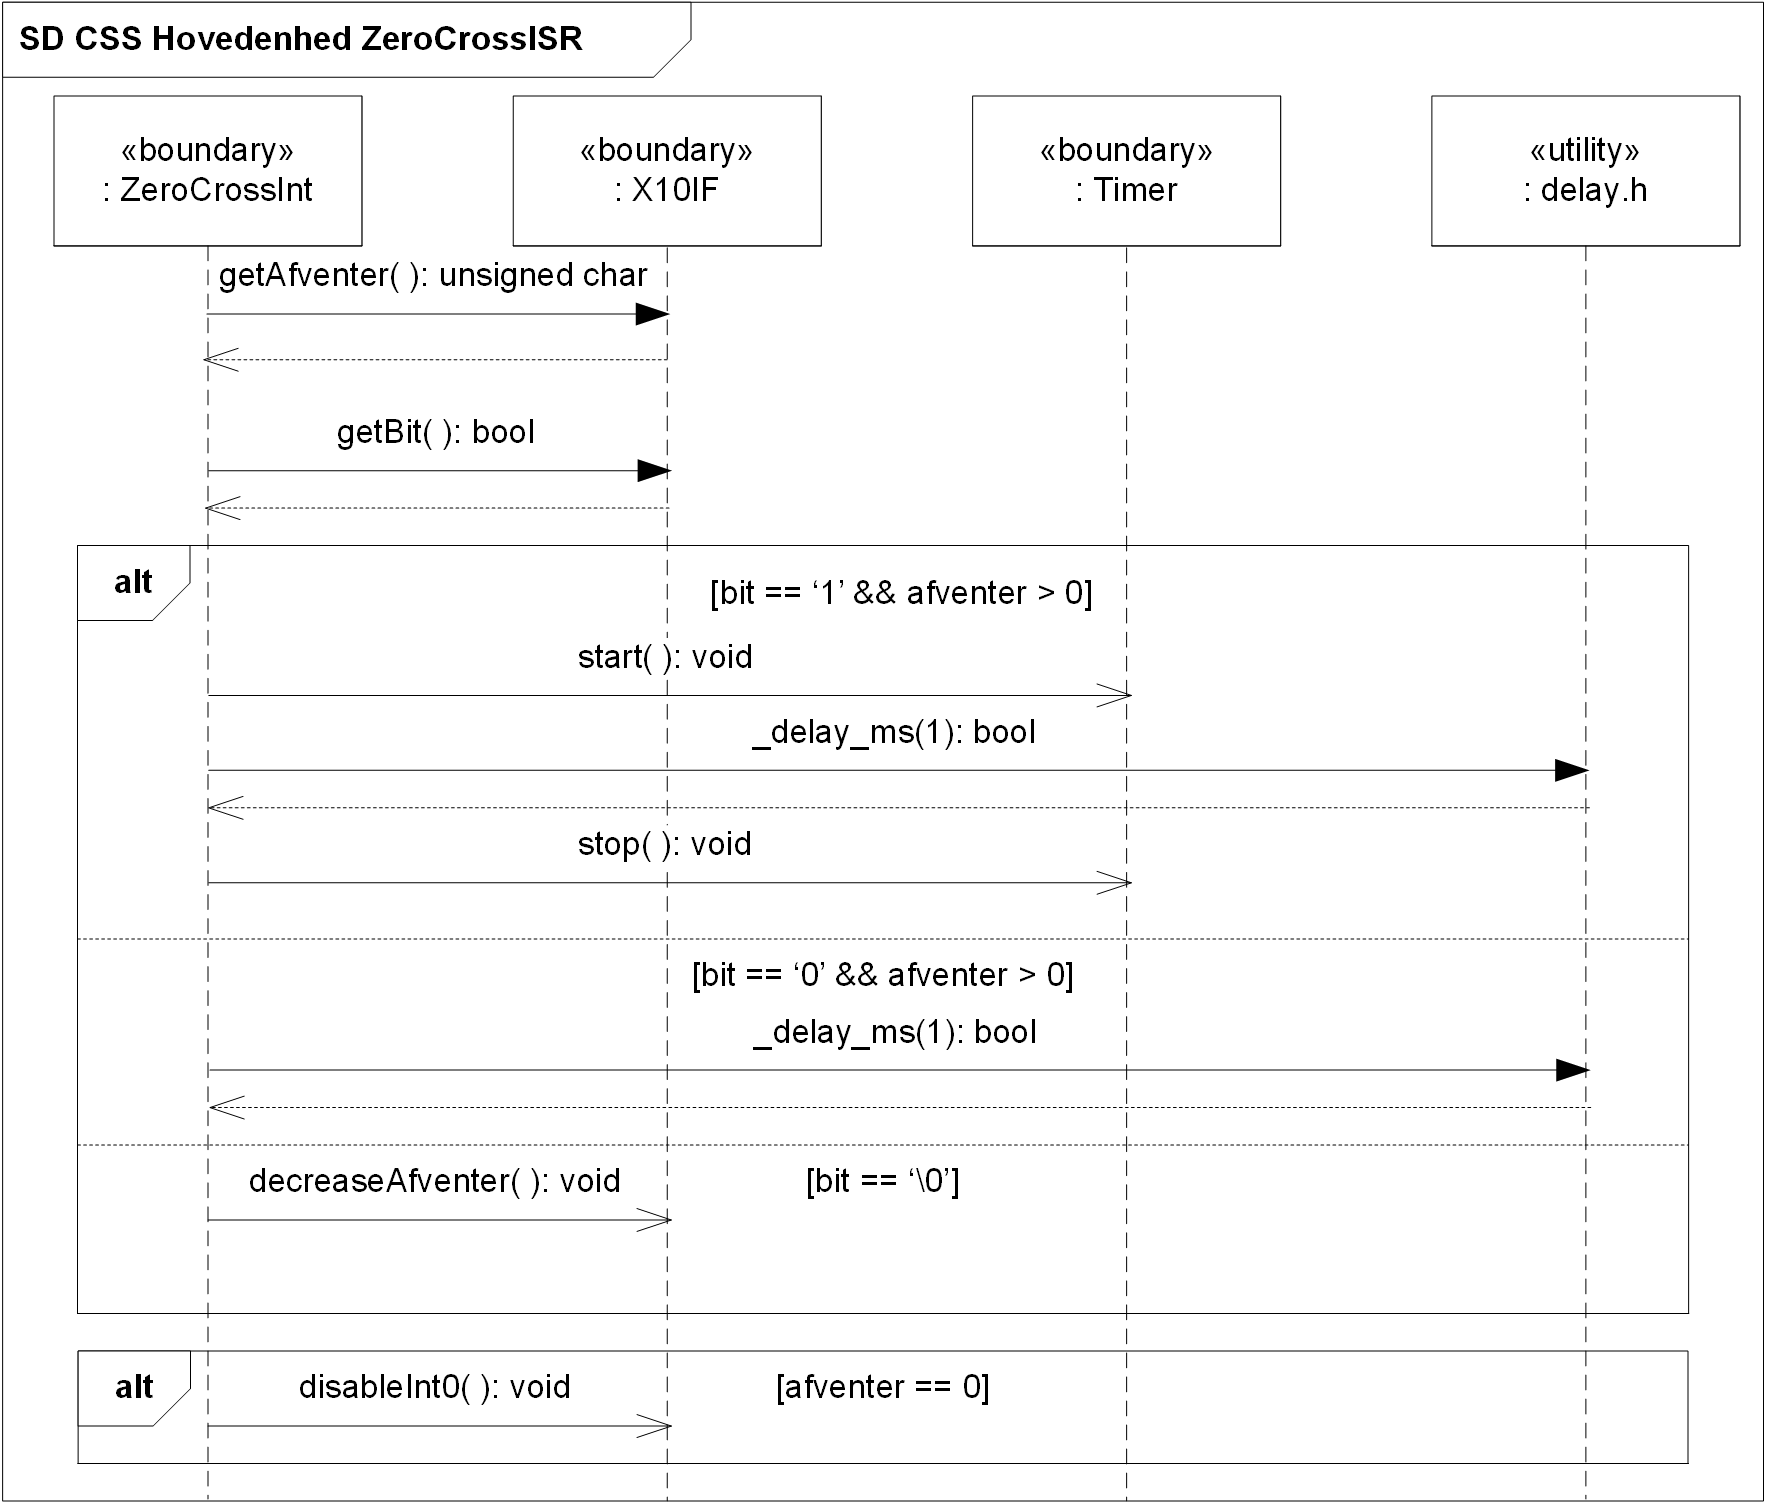 SD CSS Hovedenhed ZeroCrossISR
«boundary»
: ZeroCrossInt
«boundary»
: X10IF
«boundary»
: Timer
«utility»
: delay.h
getAfventer( ): unsigned char
getBit( ): bool
alt
[bit == ‘1’ && afventer > 0]
start( ): void
_delay_ms(1): bool
stop( ): void
[bit == ‘0’ && afventer > 0]
_delay_ms(1): bool
decreaseAfventer( ): void
[bit == ‘\0’]
alt
disableInt0( ): void
[afventer == 0]